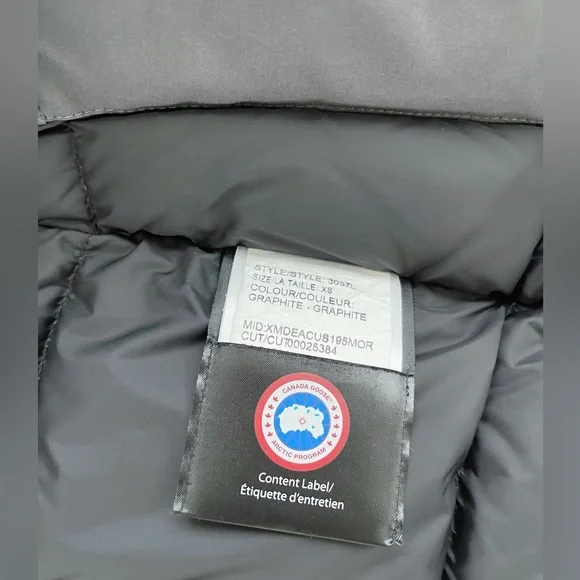 STYLE/STYLE: 3037L
SIZE/LA TAILLE: XS
COLOUR/COULEUR:
GRAPHITE - GRAPHITE
MID:XMDEACUS195MOR
CUT/CUT00025384
CANADA GOOSE
ARCTIC PROGRAM
Content Label/
Étiquette d'entretien